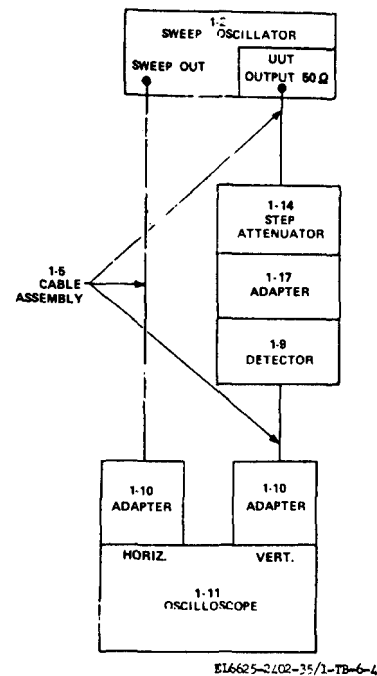 1-2
SWEEP OSCILLATOR
SWEEP OUT
UUT
OUTPUT 50Ω
1-14
STEP
ATTENUATOR
1-17
ADAPTER
1-9
DETECTOR
1-5
CABLE
ASSEMBLY
1-10
ADAPTER
1-10
ADAPTER
HORIZ.
VERT.
1-11
OSCILLOSCOPE
EL6625-2402-35/1-TB-6-4